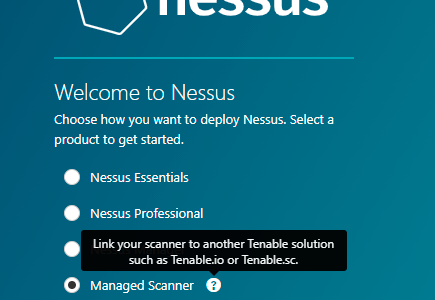 nessus
Welcome to Nessus
Choose how you want to deploy Nessus. Select a
product to get started.
Nessus Essentials
Nessus Professional
Link your scanner to another Tenable solution
such as Tenable.io or Tenable.sc.
Managed Scanner ?